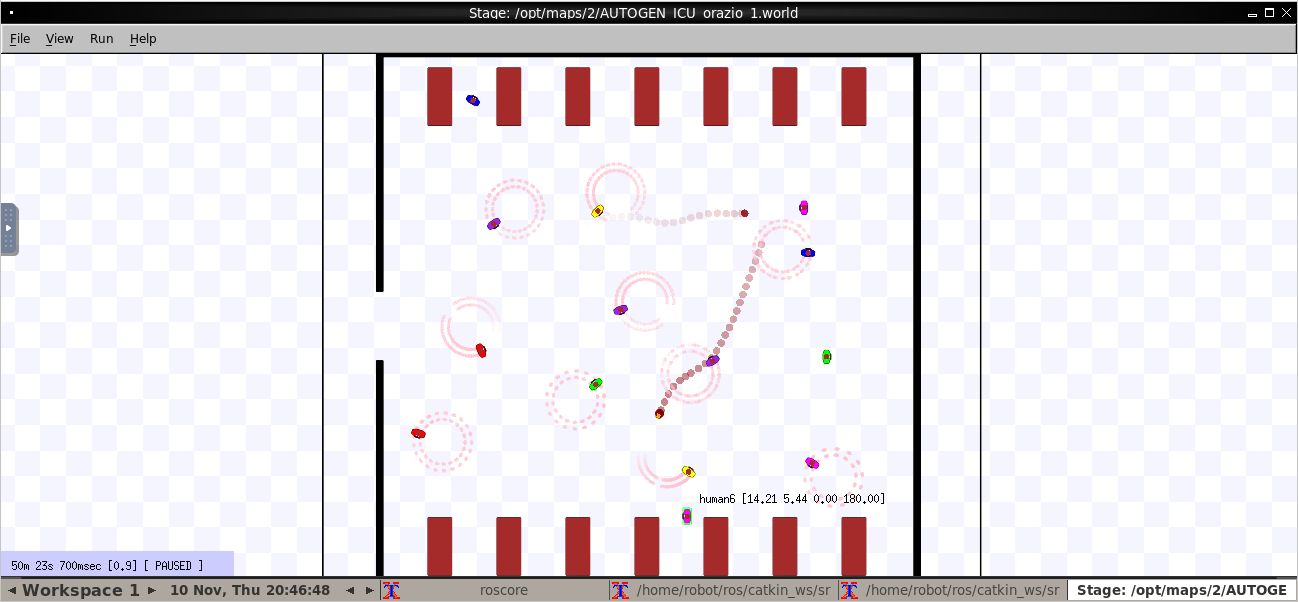 Stage: /opt/maps/2/AUTOGEN_ICU_orazio_1.world
File View Run Help
human6 [14.21 5.44 0.00 180.00]
50m 23s 700msec [0.9] [ PAUSED ]
Workspace 1 10 Nov, Thu 20:46:48 roscore /home/robot/ros/catkin_ws/sr /home/robot/ros/catkin_ws/sr Stage: /opt/maps/2/AUTOGE